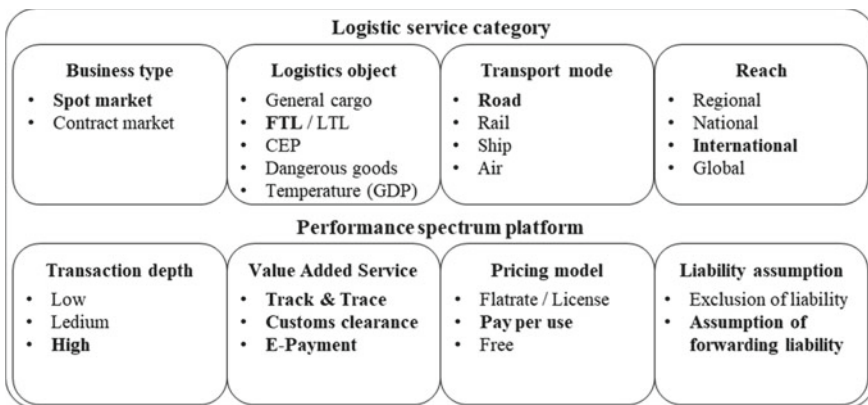 Logistic service category
Business type
• Spot market
• Contract market
Logistics object
• General cargo
• FTL / LTL
• CEP
• Dangerous goods
• Temperature (GDP)
Transport mode
• Road
• Rail
• Ship
• Air
Reach
• Regional
• National
• International
• Global
Performance spectrum platform
Transaction depth
• Low
• Ledium
• High
Value Added Service
• Track & Trace
• Customs clearance
• E-Payment
Pricing model
• Flatrate / License
• Pay per use
• Free
Liability assumption
• Exclusion of liability
• Assumption of
forwarding liability